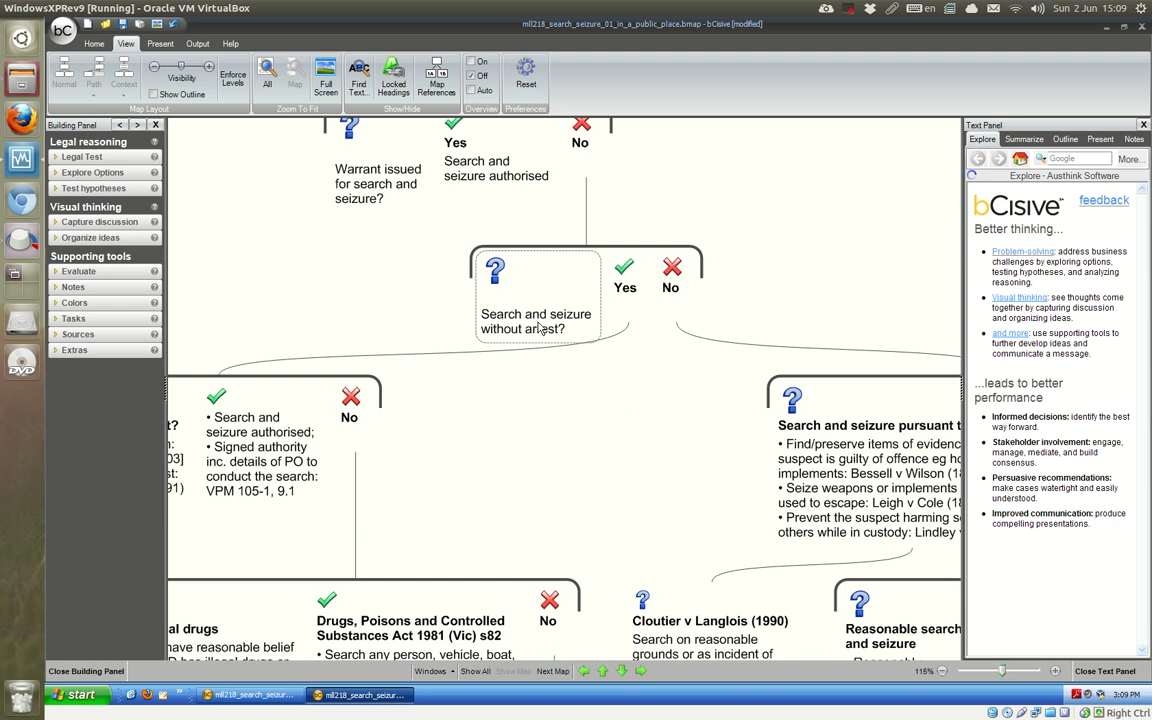 WindowsXPRev9 [Running] - Oracle VM VirtualBox
en
Sun 2 Jun 15:09
bC
mll218_search_seizure_01_in_a_public_place.bmap - bCisive [modified]
Home View Present Output Help
Normal Path Context
Visibility
Show Outline
Enforce
Levels
Map Layout
All Map Full
Screen
Zoom To Fit
Find
Text...
Locked
Headings
Map
References
Show/Hide
On
Off
Auto
Overview
Reset
Preferences
Building Panel
Legal reasoning
Legal Test
Explore Options
Test hypotheses
Visual thinking
Capture discussion
Organize ideas
Supporting tools
Evaluate
Notes
Colors
Tasks
Sources
Extras
Warrant issued
for search and
seizure?
Yes
Search and
seizure authorised
No
Search and seizure
without arrest?
Yes
No
t?
n:
03]
st:
91)
• Search and
seizure authorised;
• Signed authority
inc. details of PO to
conduct the search:
VPM 105-1, 9.1
No
Search and seizure pursuant t
• Find/preserve items of evidenc
suspect is guilty of offence eg ho
implements: Bessell v Wilson (18
• Seize weapons or implements
used to escape: Leigh v Cole (18
• Prevent the suspect harming se
others while in custody: Lindley
al drugs
have reasonable belief
Drugs, Poisons and Controlled
Substances Act 1981 (Vic) s82
• Search any person, vehicle, boat,
No
Cloutier v Langlois (1990)
Search on reasonable
grounds or as incident of
Reasonable search
and seizure
Text Panel
Explore Summarize Outline Present Notes
Google
More...
Explore - Austhink Software
bCisive
feedback
Better thinking...
• Problem-solving: address business
challenges by exploring options,
testing hypotheses, and analyzing
reasoning.
• Visual thinking: see thoughts come
together by capturing discussion
and organizing ideas.
• and more: use supporting tools to
further develop ideas and
communicate a message.
...leads to better
performance
• Informed decisions: identify the best
way forward.
• Stakeholder involvement: engage,
manage, mediate, and build
consensus.
• Persuasive recommendations:
make cases watertight and easily
understood.
• Improved communication: produce
compelling presentations.
Close Building Panel
Windows
Show All
Next Map
115%
Close Text Panel
start
mll218_search_seizur...
mll218_search_seizur...
3:09 PM
Right Ctrl
DVD